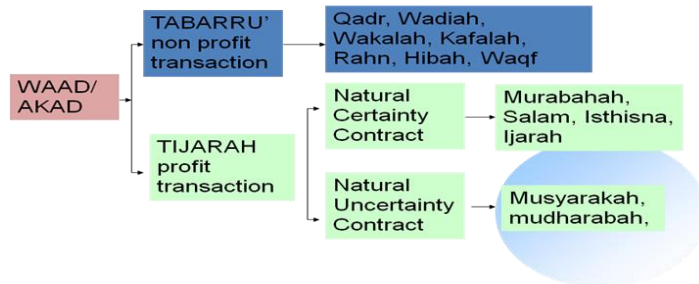 TABARRU’
non profit
transaction
Qadr, Wadiah,
Wakalah, Kafalah,
Rahn, Hibah, Waqf
WAAD/
AKAD
TIJARAH
profit
transaction
Natural
Certainty
Contract
Murabahah,
Salam, Isthisna,
Ijarah
Natural
Uncertainty
Contract
Musyarakah,
mudharabah,